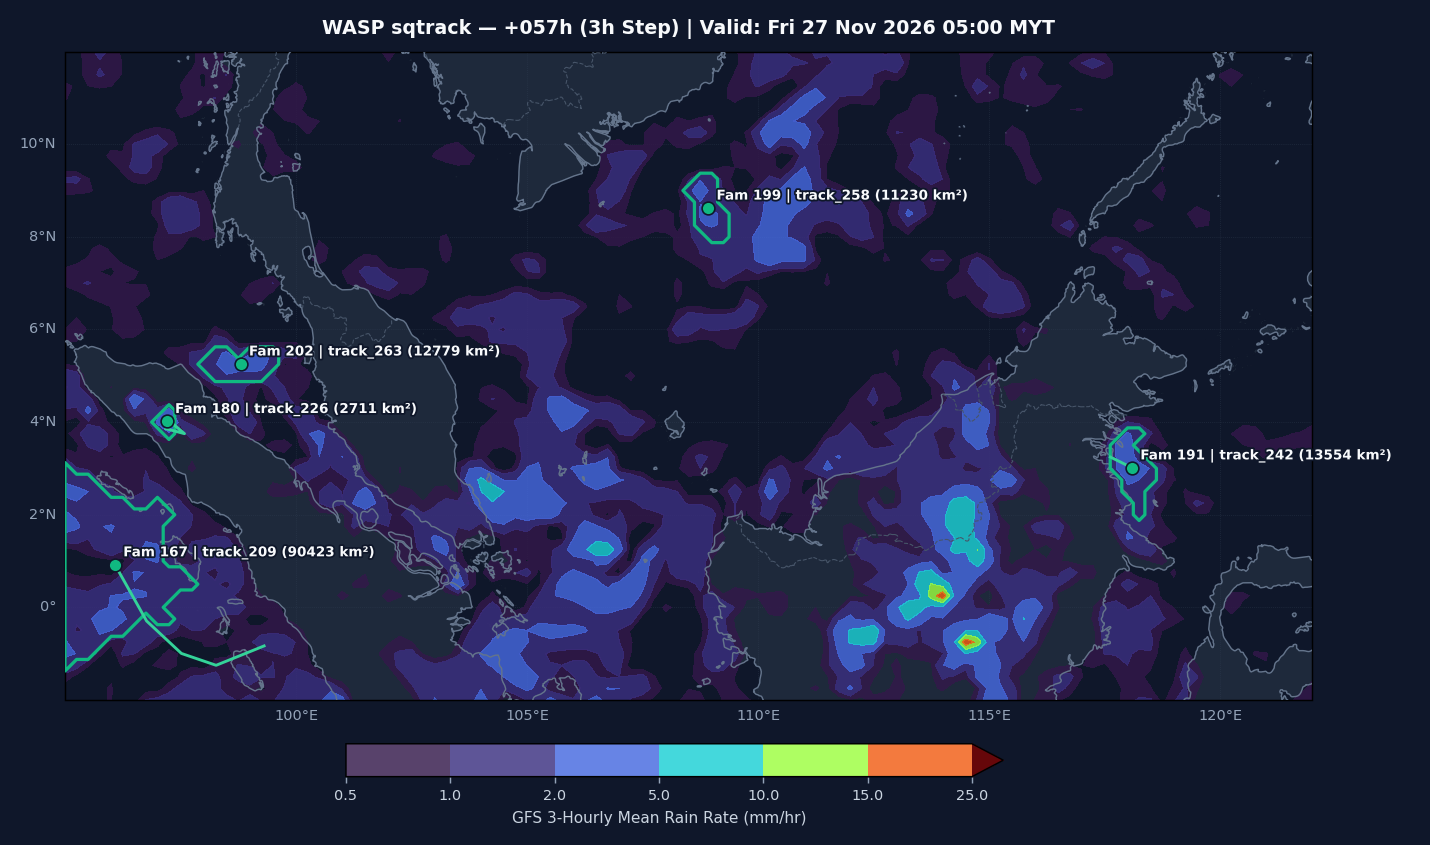 WASP sqtrack — +057h (3h Step) | Valid: Fri 27 Nov 2026 05:00 MYT
10°N
8°N
6°N
4°N
2°N
0°
Fam 199 | track_258 (11230 km²)
Fam 202 | track_263 (12779 km²)
Fam 180 | track_226 (2711 km²)
Fam 191 | track_242 (13554 km²)
Fam 167 | track_209 (90423 km²)
100°E 105°E 110°E 115°E 120°E
0.5 1.0 2.0 5.0 10.0 15.0 25.0
GFS 3-Hourly Mean Rain Rate (mm/hr)